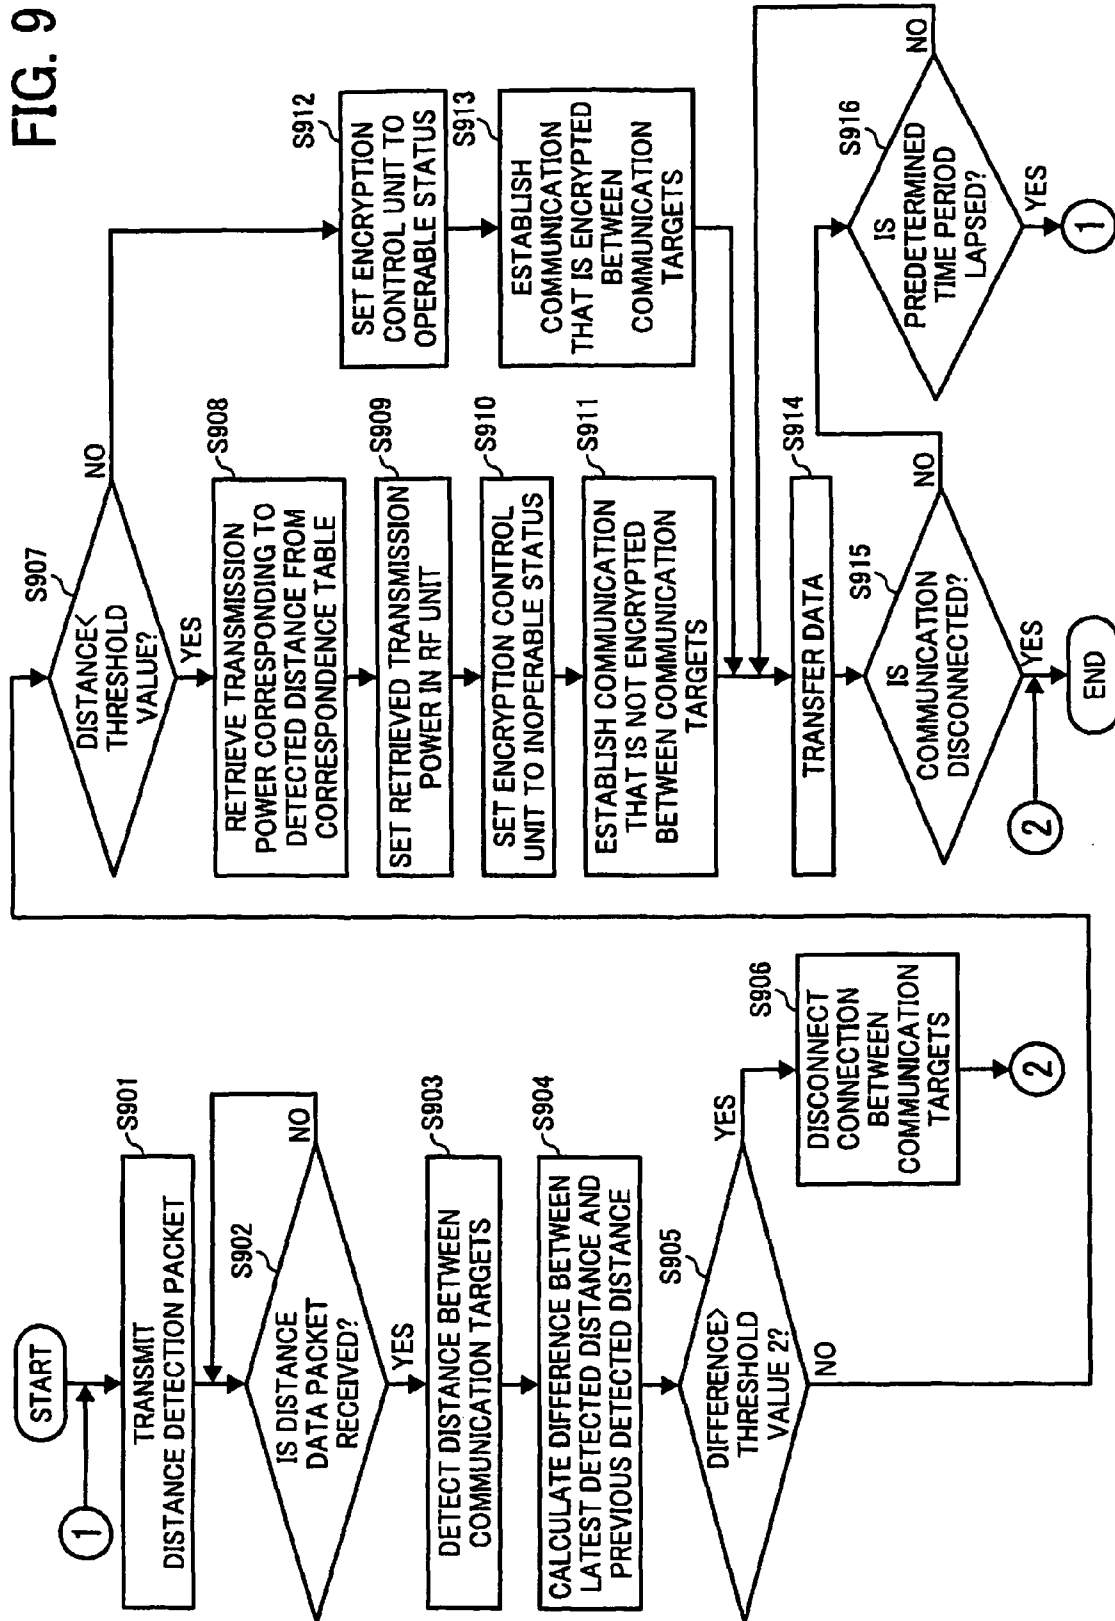 FIG. 9
START
1
S901
TRANSMIT
DISTANCE DETECTION PACKET
S902
IS DISTANCE
DATA PACKET
RECEIVED?
NO
YES
S903
DETECT DISTANCE BETWEEN
COMMUNICATION TARGETS
S904
CALCULATE DIFFERENCE BETWEEN
LATEST DETECTED DISTANCE AND
PREVIOUS DETECTED DISTANCE
S905
DIFFERENCE>
THRESHOLD
VALUE 2?
YES
NO
S906
DISCONNECT
CONNECTION
BETWEEN
COMMUNICATION
TARGETS
2
S907
DISTANCE<
THRESHOLD
VALUE?
NO
YES
S908
RETRIEVE TRANSMISSION
POWER CORRESPONDING TO
DETECTED DISTANCE FROM
CORRESPONDENCE TABLE
S909
SET RETRIEVED TRANSMISSION
POWER IN RF UNIT
S910
SET ENCRYPTION CONTROL
UNIT TO INOPERABLE STATUS
S911
ESTABLISH COMMUNICATION
THAT IS NOT ENCRYPTED
BETWEEN COMMUNICATION
TARGETS
S912
SET ENCRYPTION
CONTROL UNIT TO
OPERABLE STATUS
S913
ESTABLISH
COMMUNICATION
THAT IS ENCRYPTED
BETWEEN
COMMUNICATION
TARGETS
S914
TRANSFER DATA
S915
IS
COMMUNICATION
DISCONNECTED?
NO
YES
2
END
S916
IS
PREDETERMINED
TIME PERIOD
LAPSED?
NO
YES
1